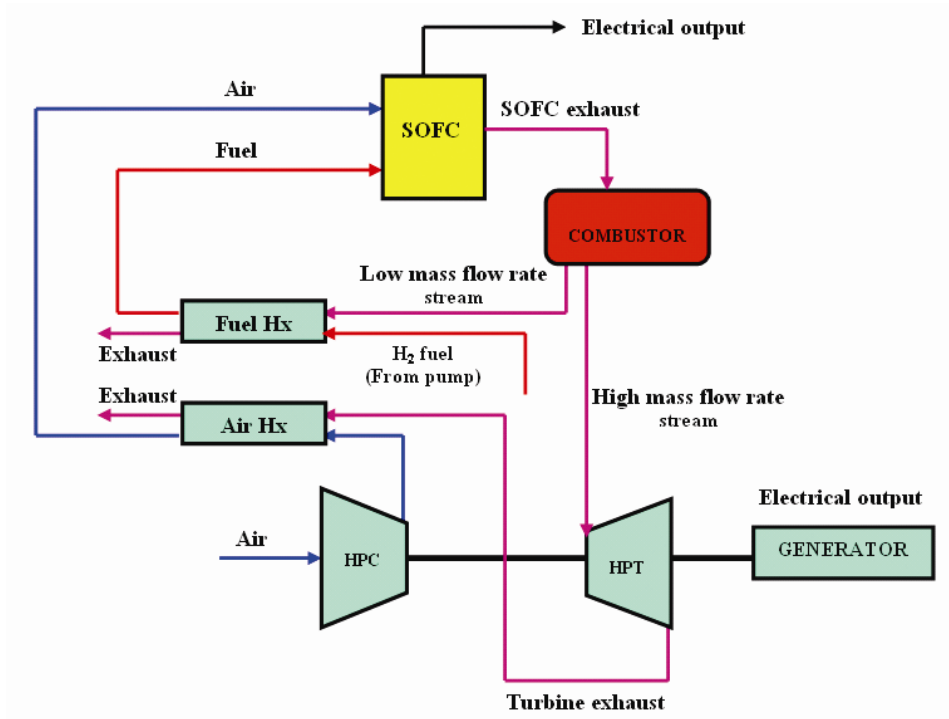 Electrical output
Air
SOFC exhaust
SOFC
Fuel
COMBUSTOR
Low mass flow rate
stream
Fuel Hx
Exhaust
H₂ fuel
(From pump)
Exhaust
High mass flow rate
stream
Air Hx
Electrical output
Air
HPC
HPT
GENERATOR
Turbine exhaust